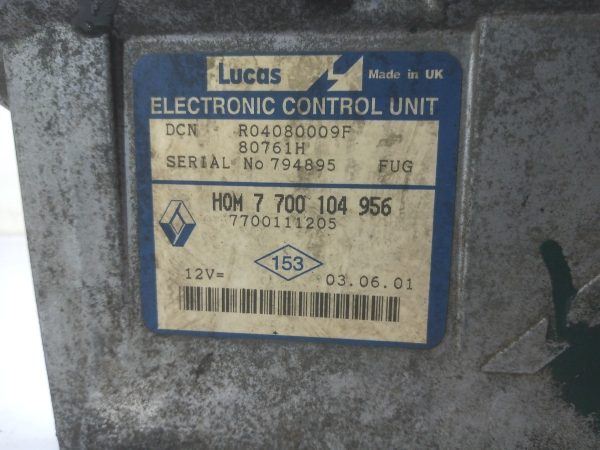 Lucas Made in UK
ELECTRONIC CONTROL UNIT
DCN R04080009F
80761H
SERIAL No 794895 FUG
HOM 7 700 104 956
7700111205
153
12V= 03.06.01